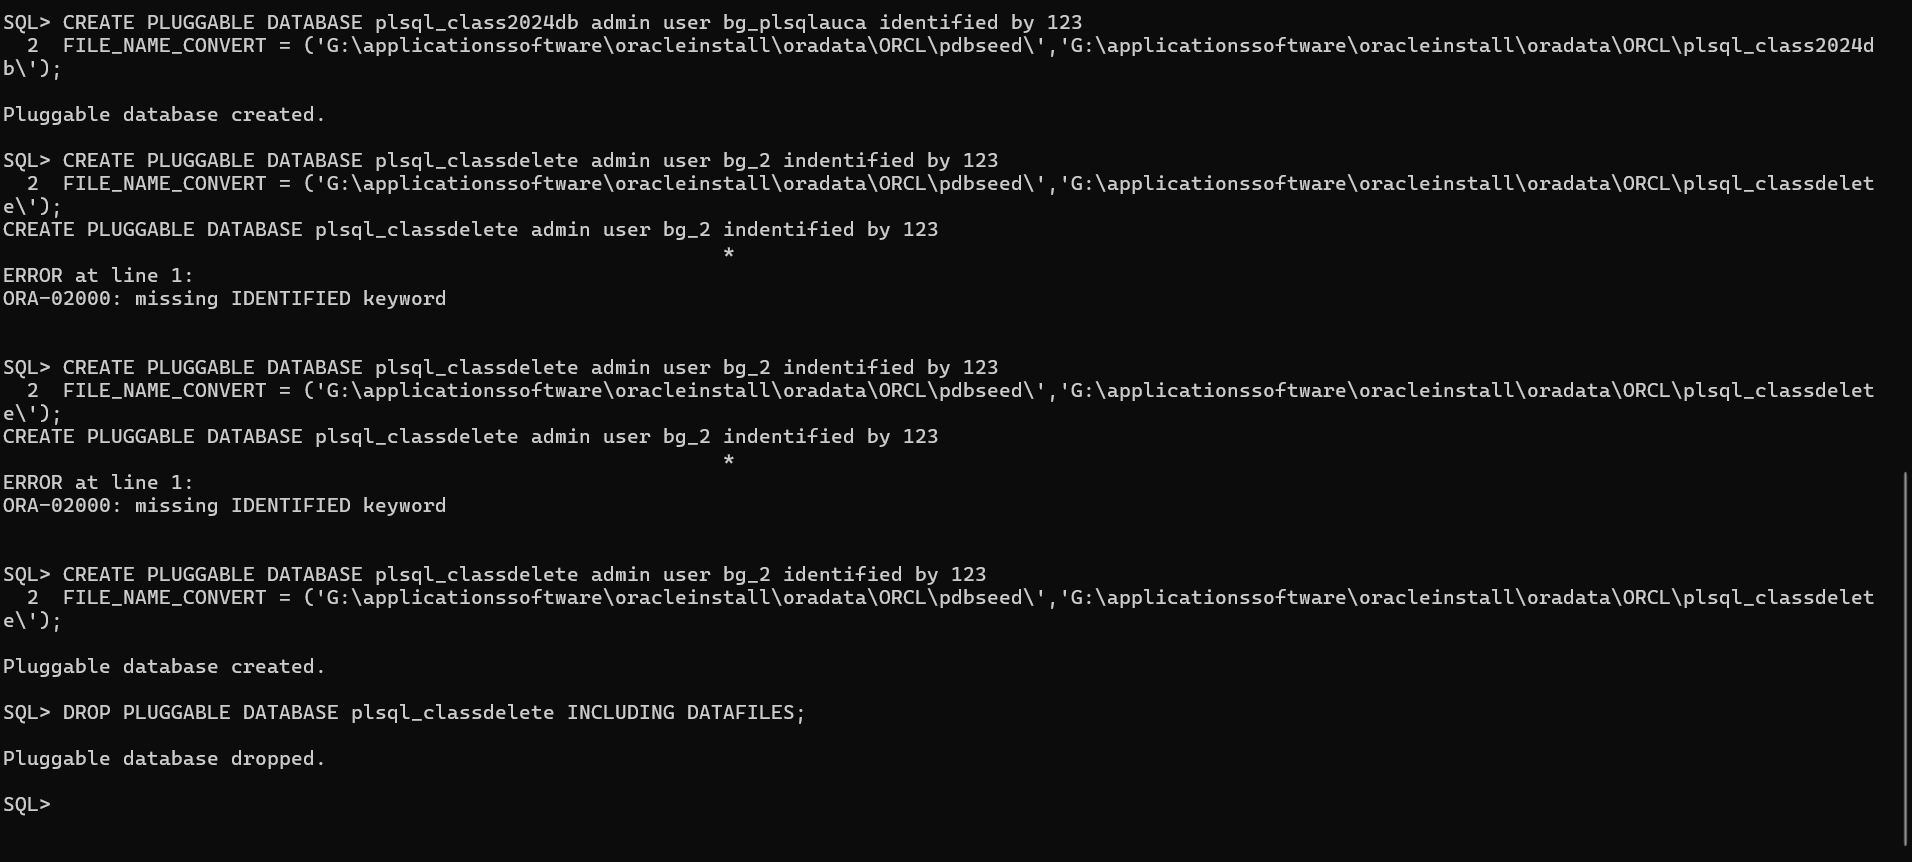 SQL> CREATE PLUGGABLE DATABASE plsql_class2024db admin user bg_plsqlauca identified by 123
  2  FILE_NAME_CONVERT = ('G:\applicationssoftware\oracleinstall\oradata\ORCL\pdbseed\','G:\applicationssoftware\oracleinstall\oradata\ORCL\plsql_class2024d
b\');
Pluggable database created.
SQL> CREATE PLUGGABLE DATABASE plsql_classdelete admin user bg_2 indentified by 123
  2  FILE_NAME_CONVERT = ('G:\applicationssoftware\oracleinstall\oradata\ORCL\pdbseed\','G:\applicationssoftware\oracleinstall\oradata\ORCL\plsql_classdelet
e\');
CREATE PLUGGABLE DATABASE plsql_classdelete admin user bg_2 indentified by 123
                                                            *
ERROR at line 1:
ORA-02000: missing IDENTIFIED keyword
SQL> CREATE PLUGGABLE DATABASE plsql_classdelete admin user bg_2 indentified by 123
  2  FILE_NAME_CONVERT = ('G:\applicationssoftware\oracleinstall\oradata\ORCL\pdbseed\','G:\applicationssoftware\oracleinstall\oradata\ORCL\plsql_classdelet
e\');
CREATE PLUGGABLE DATABASE plsql_classdelete admin user bg_2 indentified by 123
                                                            *
ERROR at line 1:
ORA-02000: missing IDENTIFIED keyword
SQL> CREATE PLUGGABLE DATABASE plsql_classdelete admin user bg_2 identified by 123
  2  FILE_NAME_CONVERT = ('G:\applicationssoftware\oracleinstall\oradata\ORCL\pdbseed\','G:\applicationssoftware\oracleinstall\oradata\ORCL\plsql_classdelet
e\');
Pluggable database created.
SQL> DROP PLUGGABLE DATABASE plsql_classdelete INCLUDING DATAFILES;
Pluggable database dropped.
SQL>